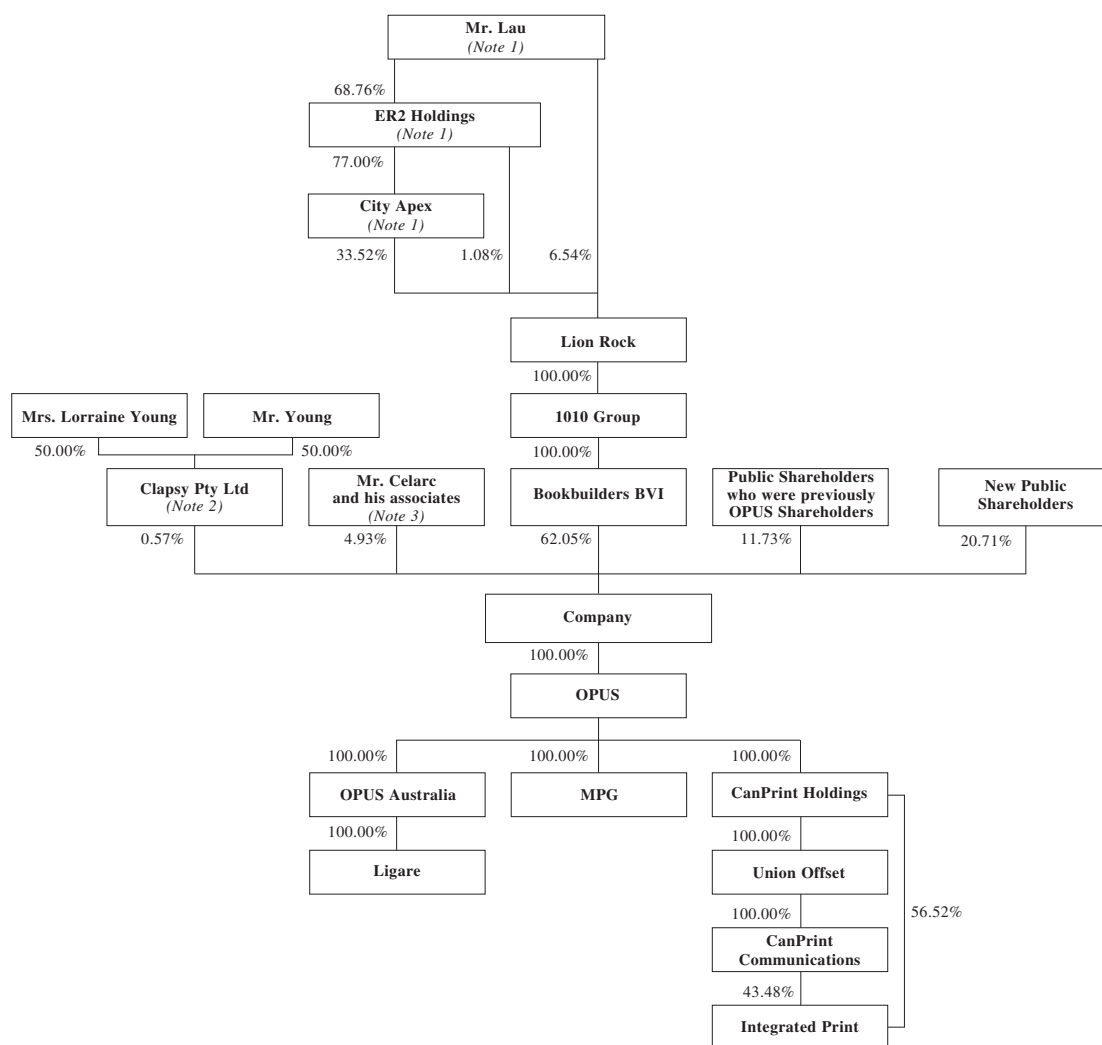 Mr. Lau
(Note 1)
68.76%
ER2 Holdings
(Note 1)
77.00%
City Apex
(Note 1)
33.52%
1.08%
6.54%
Lion Rock
100.00%
Mrs. Lorraine Young
Mr. Young
1010 Group
50.00%
50.00%
100.00%
Clapsy Pty Ltd
(Note 2)
Mr. Celarc
and his associates
(Note 3)
Bookbuilders BVI
Public Shareholders
who were previously
OPUS Shareholders
New Public
Shareholders
0.57%
4.93%
62.05%
11.73%
20.71%
Company
100.00%
OPUS
100.00%
100.00%
100.00%
OPUS Australia
MPG
CanPrint Holdings
100.00%
100.00%
Ligare
Union Offset
100.00%
56.52%
CanPrint
Communications
43.48%
Integrated Print